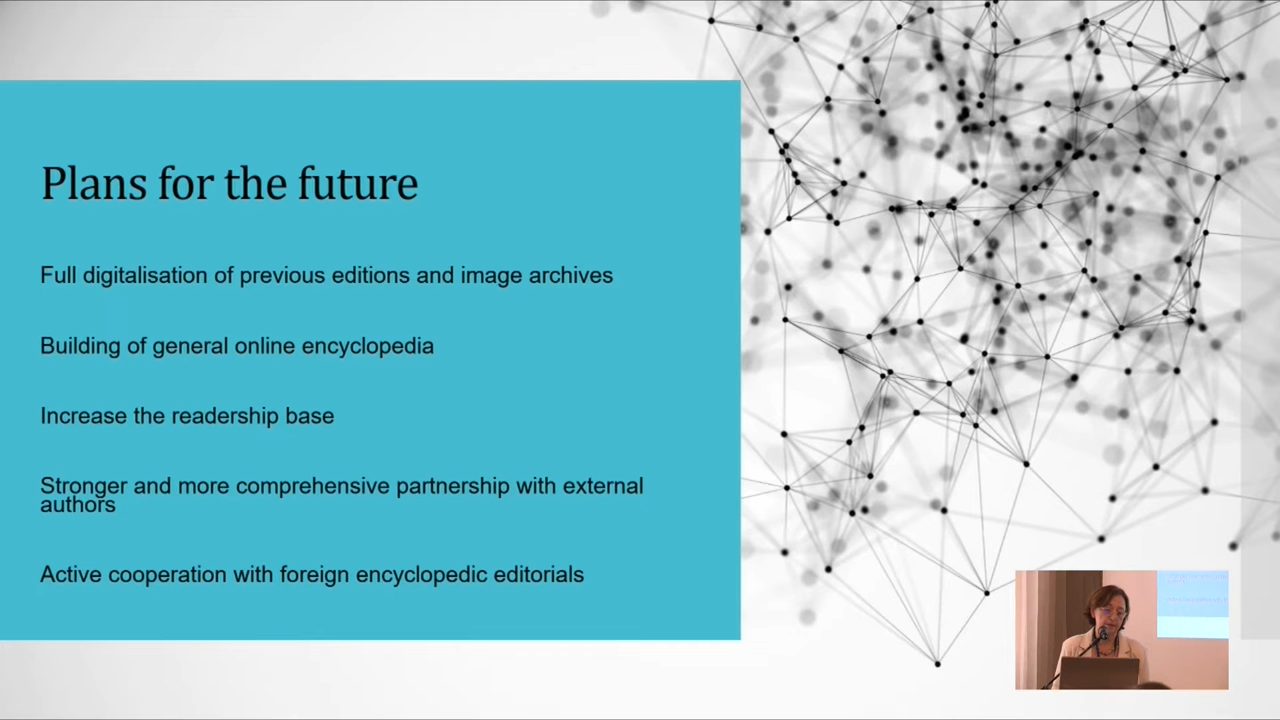 Plans for the future
Full digitalisation of previous editions and image archives
Building of general online encyclopedia
Increase the readership base
Stronger and more comprehensive partnership with external
authors
Active cooperation with foreign encyclopedic editorials